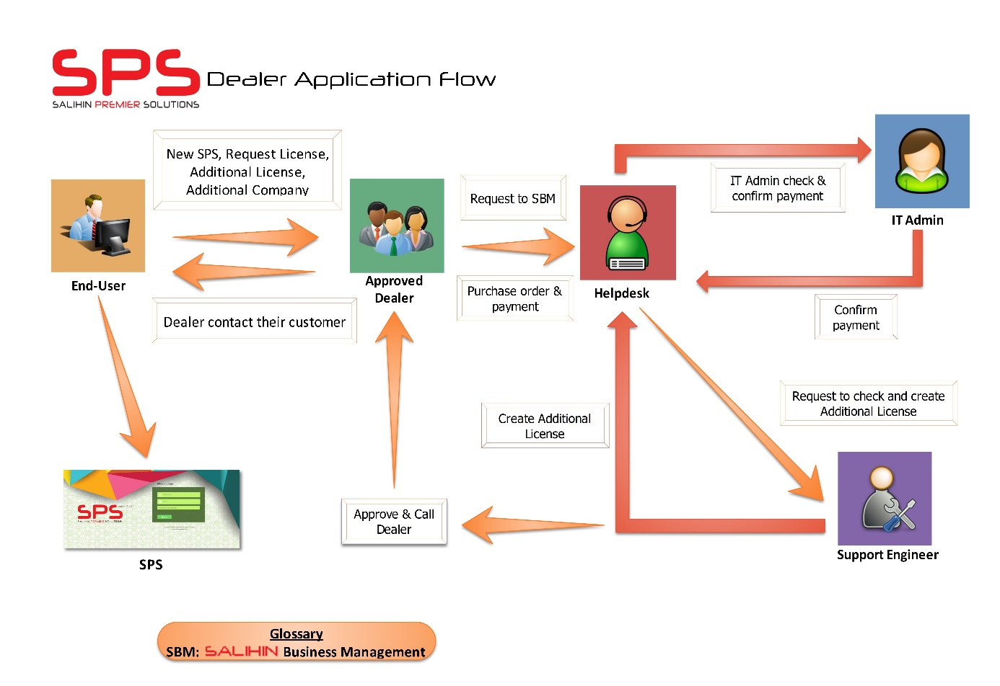 SPS Dealer Application Flow
SALIHIN PREMIER SOLUTIONS
New SPS, Request License,
Additional License,
Additional Company
End-User
Approved
Dealer
Request to SBM
Purchase order &
payment
Helpdesk
IT Admin check &
confirm payment
IT Admin
Confirm
payment
Dealer contact their customer
Request to check and create
Additional License
Create Additional
License
Support Engineer
Approve & Call
Dealer
SPS
SALIHIN PREMIER SOLUTIONS
SPS
Glossary
SBM: SALIHIN Business Management